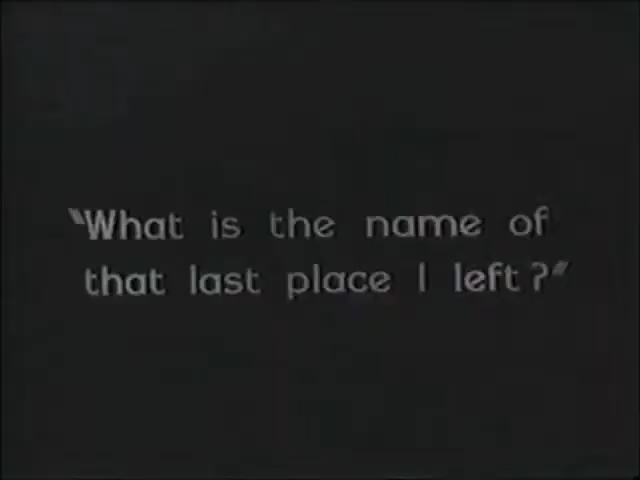 "What is the name of
that last place I left?"